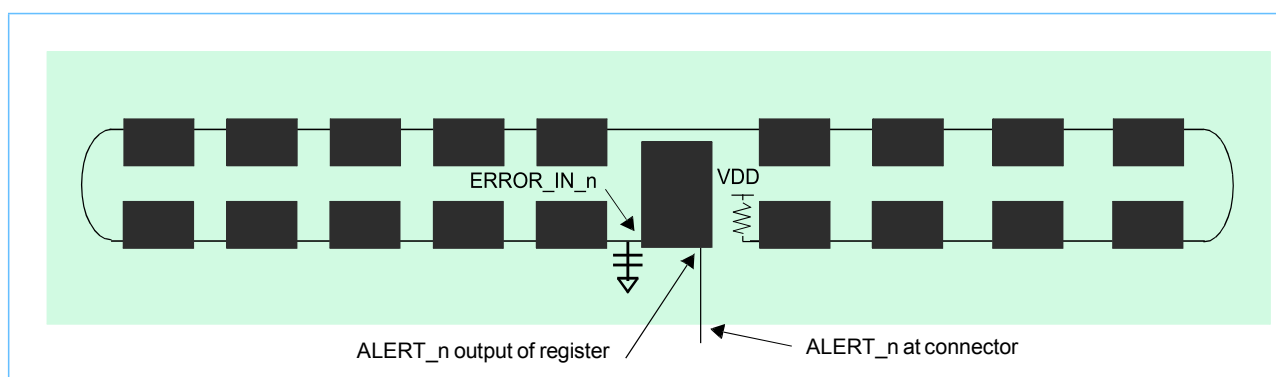 VDD
ERROR_IN_n
ALERT_n output of register
ALERT_n at connector